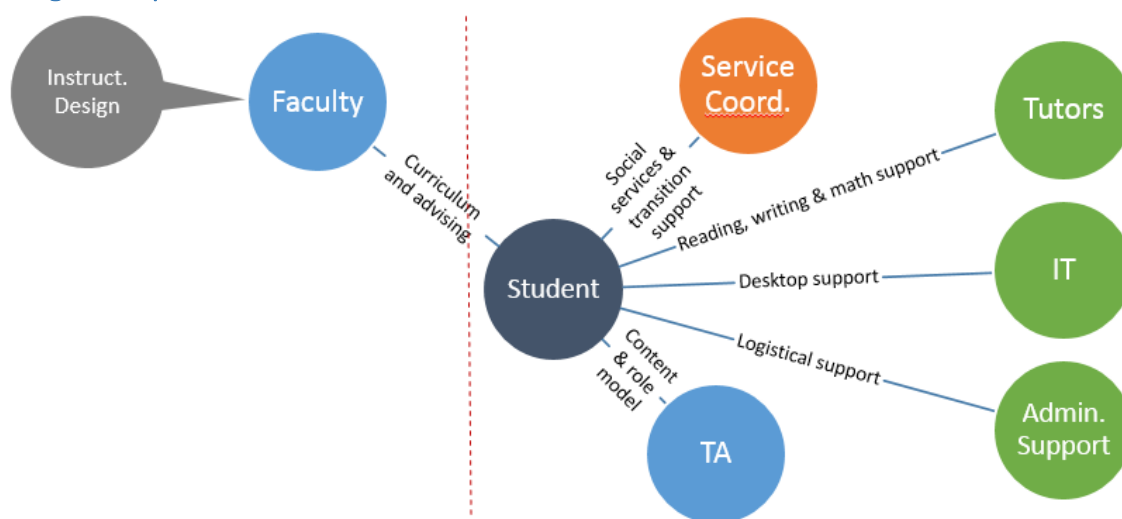 Instruct.
Design
Faculty
Curriculum
and advising
Service
Coord.
Social
services &
transition
support
Tutors
Reading, writing & math support
Student
Desktop support
IT
Logistical support
Content
& role
model
Admin.
Support
TA